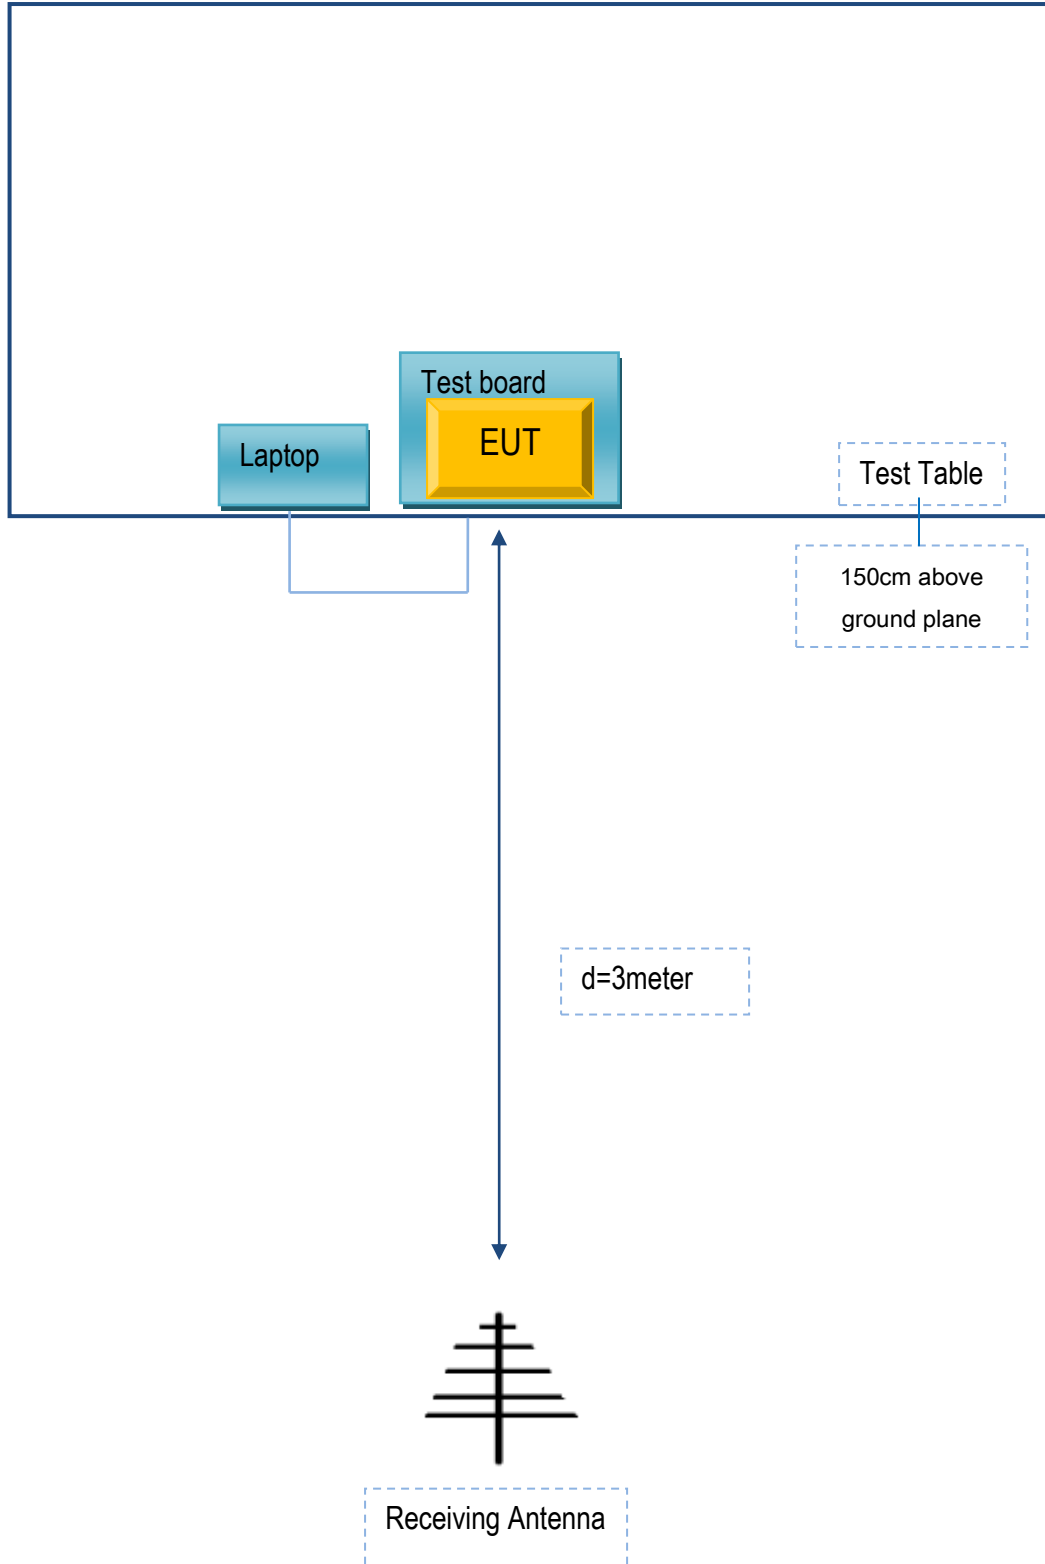 Test board
EUT
Laptop
Test Table
150cm above
ground plane
d=3meter
Receiving Antenna